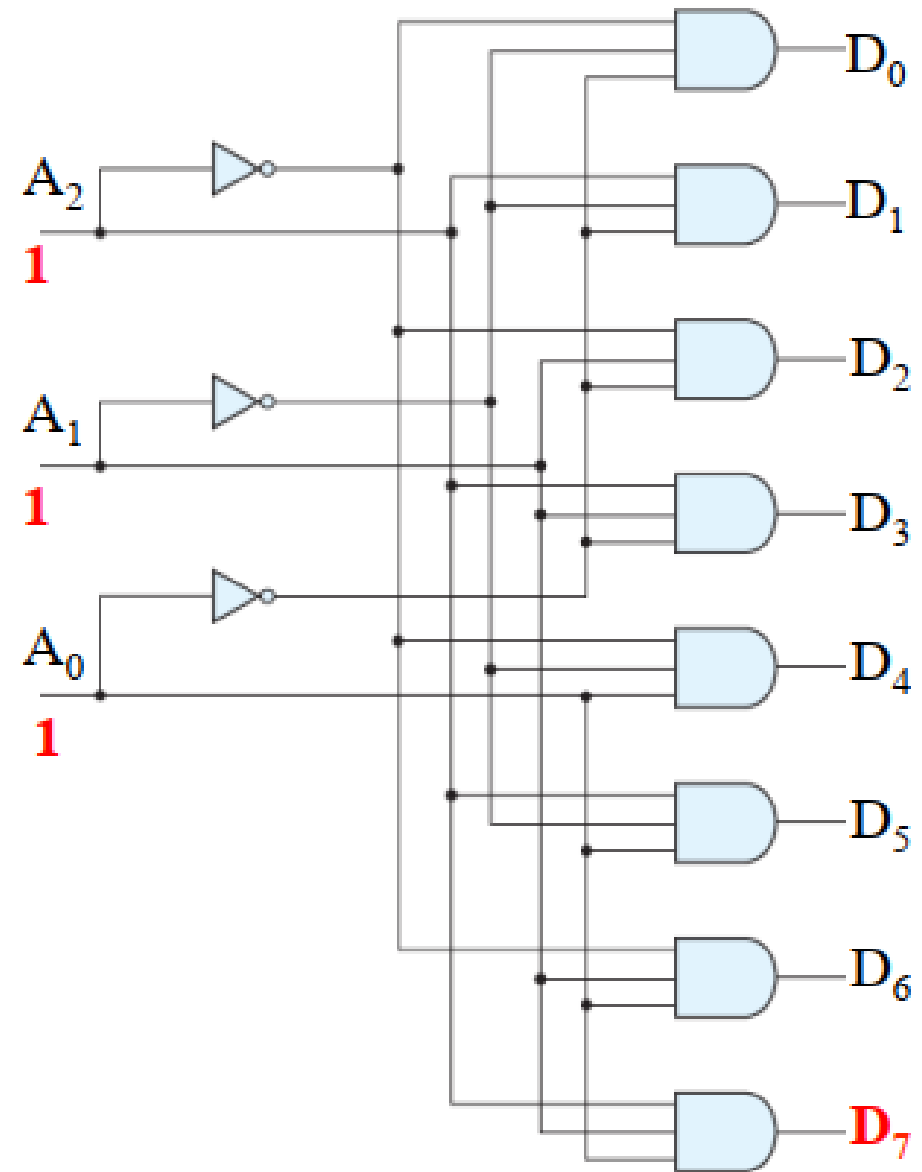 D₀
A₂
D₁
1
D₂
A₁
1
D₃
A₀
D₄
1
D₅
D₆
D₇